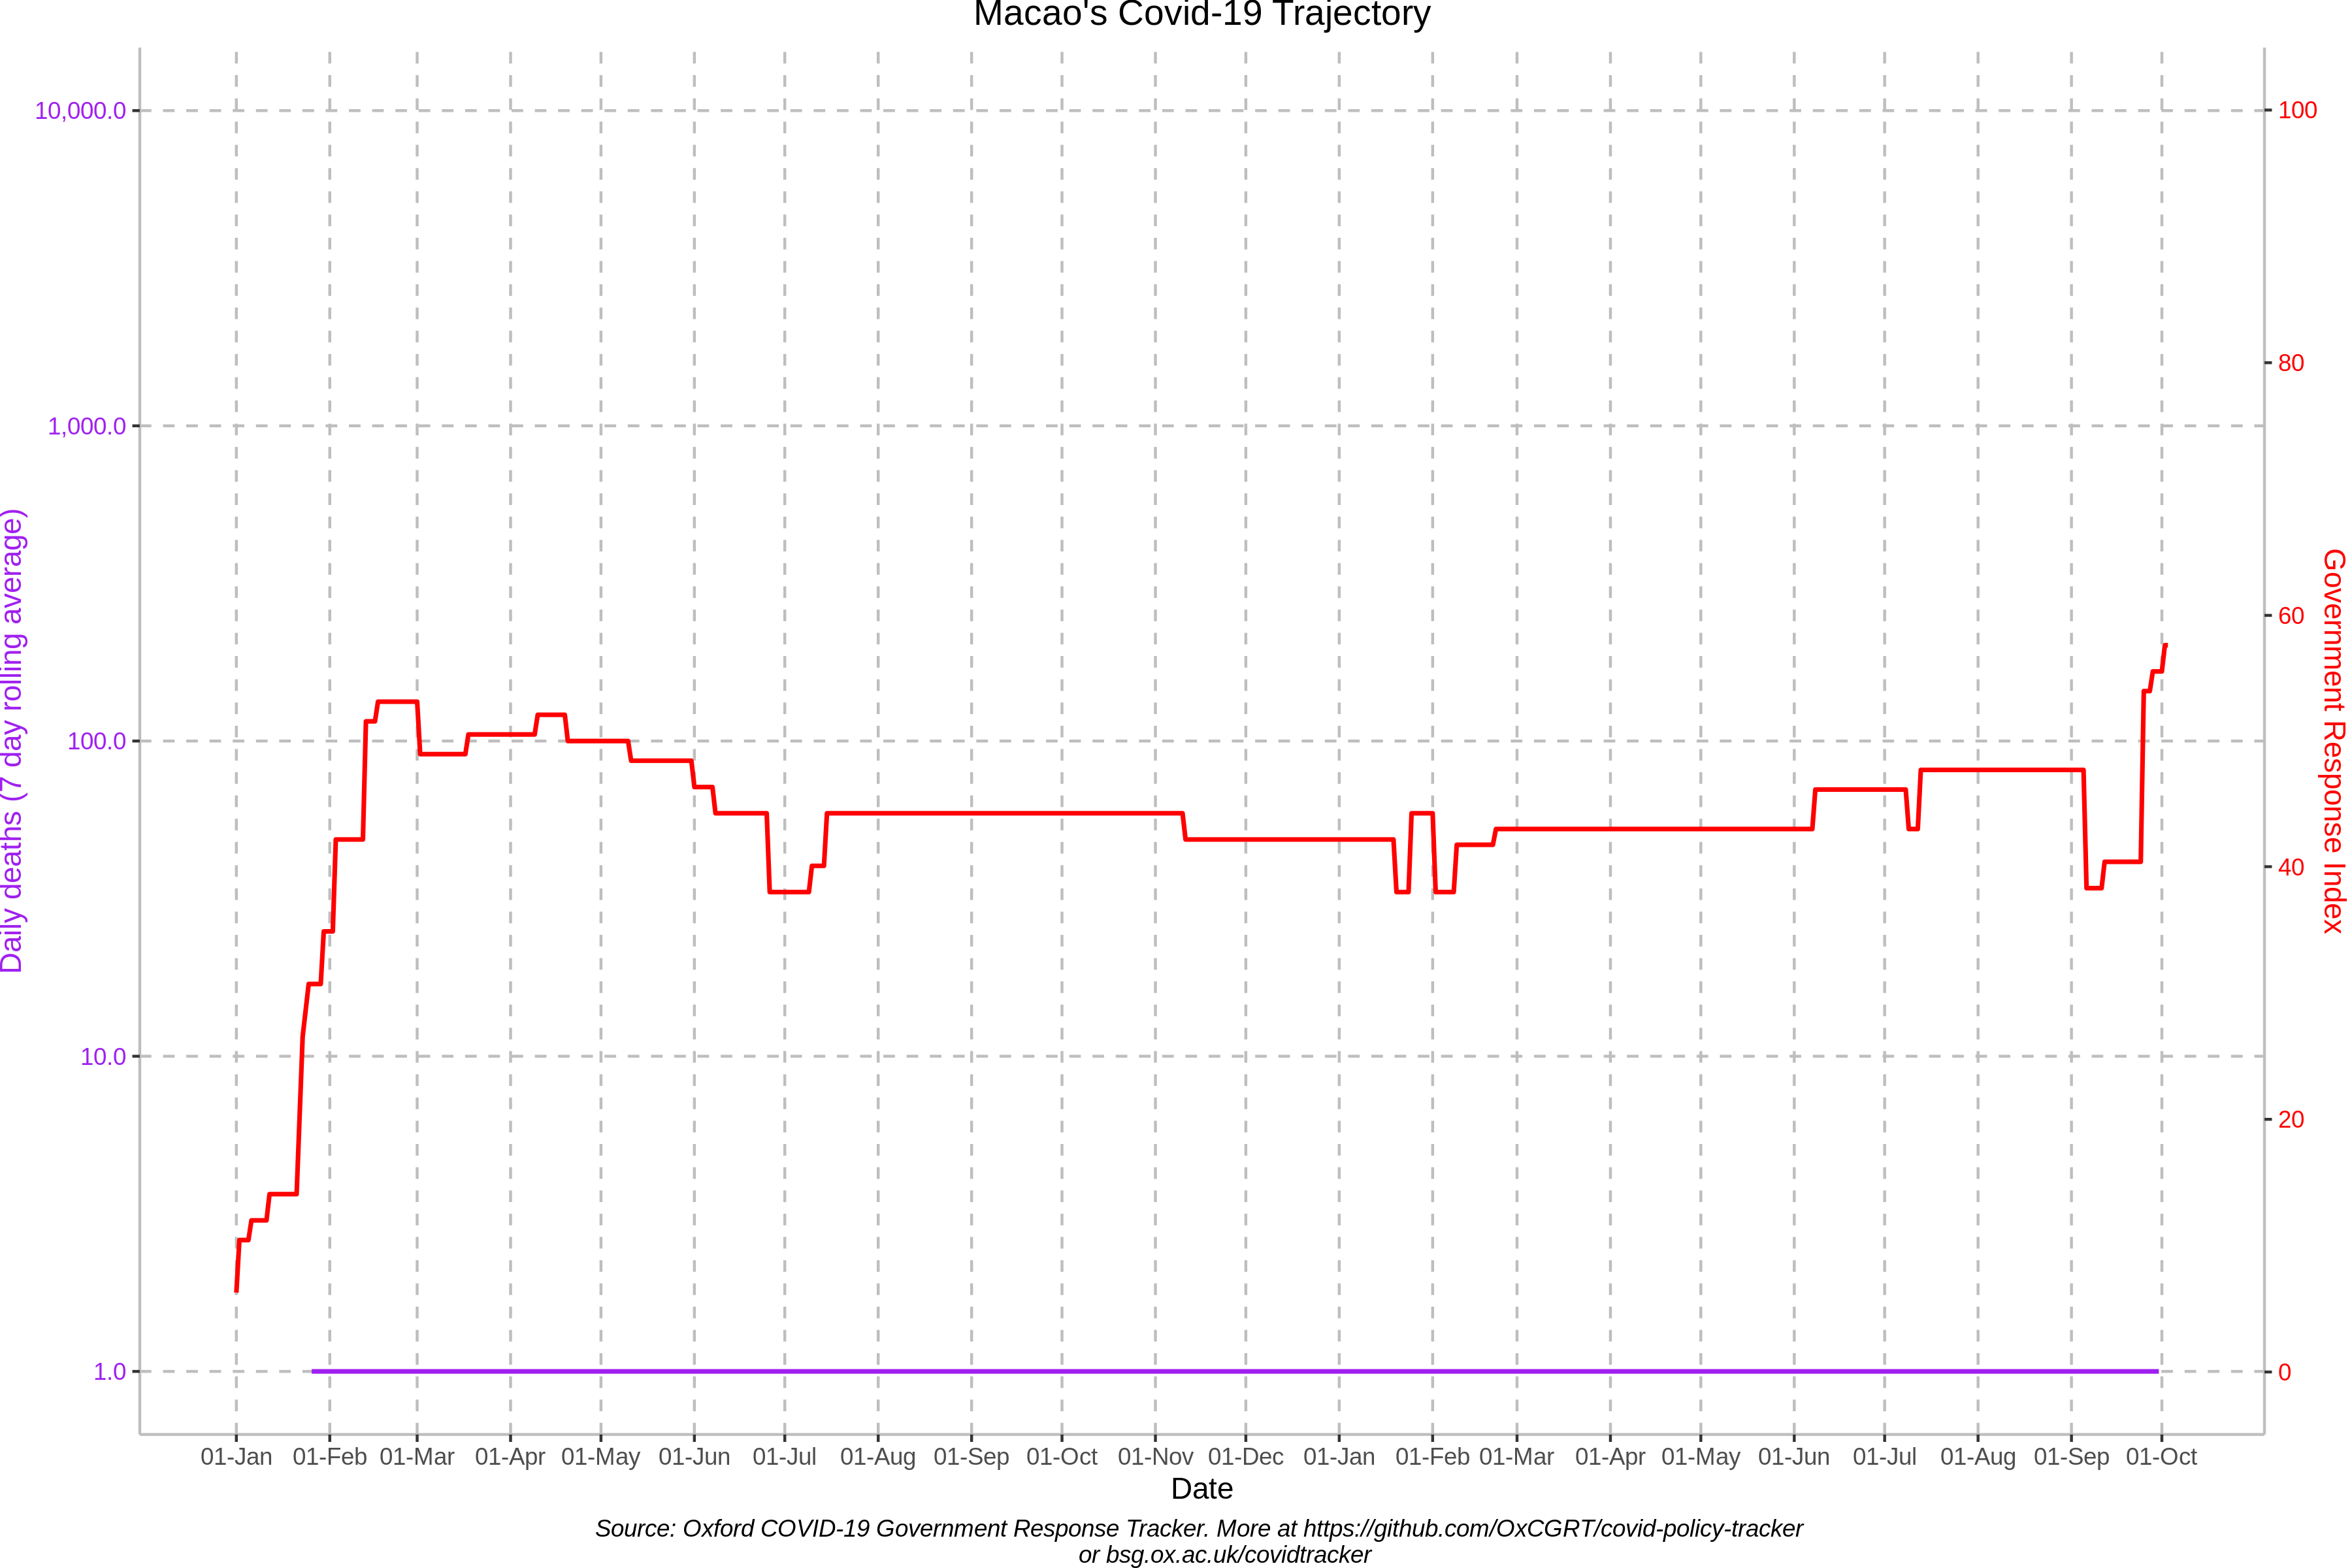 Macao's Covid-19 Trajectory
10,000.0
1,000.0
100.0
10.0
1.0
Daily deaths (7 day rolling average)
100
80
60
40
20
0
Government Response Index
01-Jan 01-Feb 01-Mar 01-Apr 01-May 01-Jun 01-Jul 01-Aug 01-Sep 01-Oct 01-Nov 01-Dec 01-Jan 01-Feb 01-Mar 01-Apr 01-May 01-Jun 01-Jul 01-Aug 01-Sep 01-Oct
Date
Source: Oxford COVID-19 Government Response Tracker. More at https://github.com/OxCGRT/covid-policy-tracker
or bsg.ox.ac.uk/covidtracker